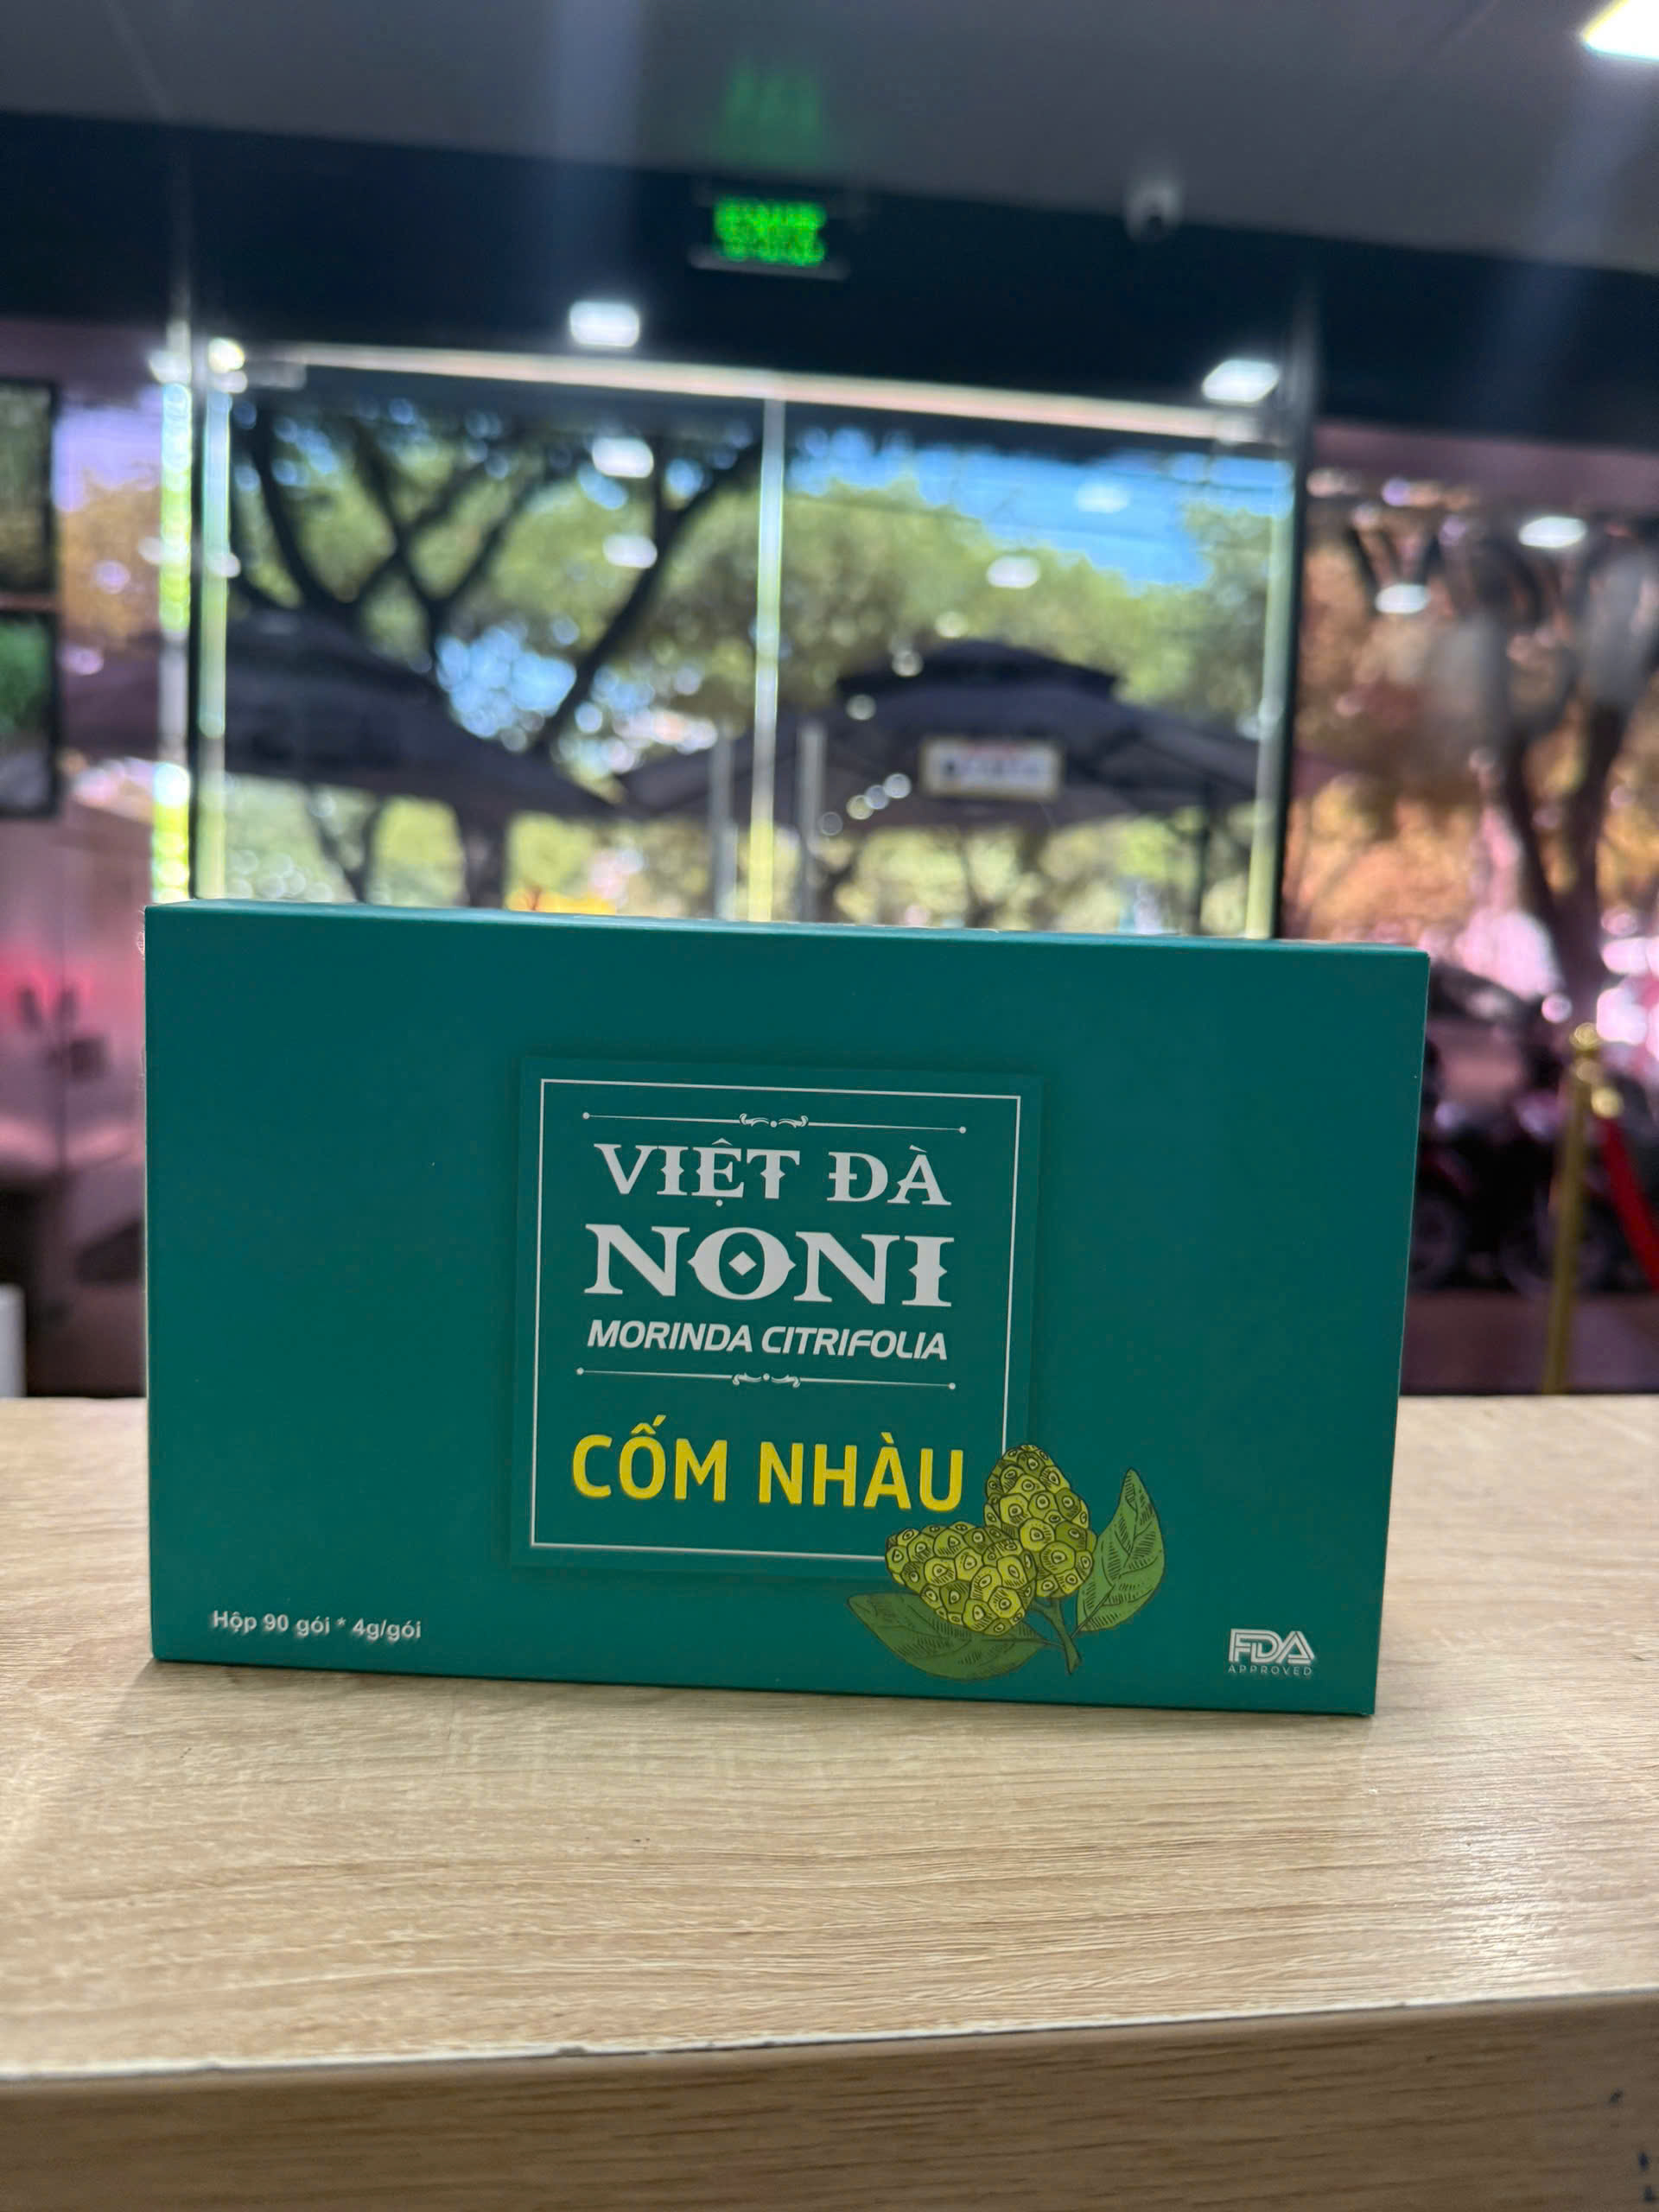 VIỆT ĐÀ
NONI
MORINDA CITRIFOLIA
CỐM NHÀU
Hộp 90 gói * 4g/gói
FDA
APPROVED